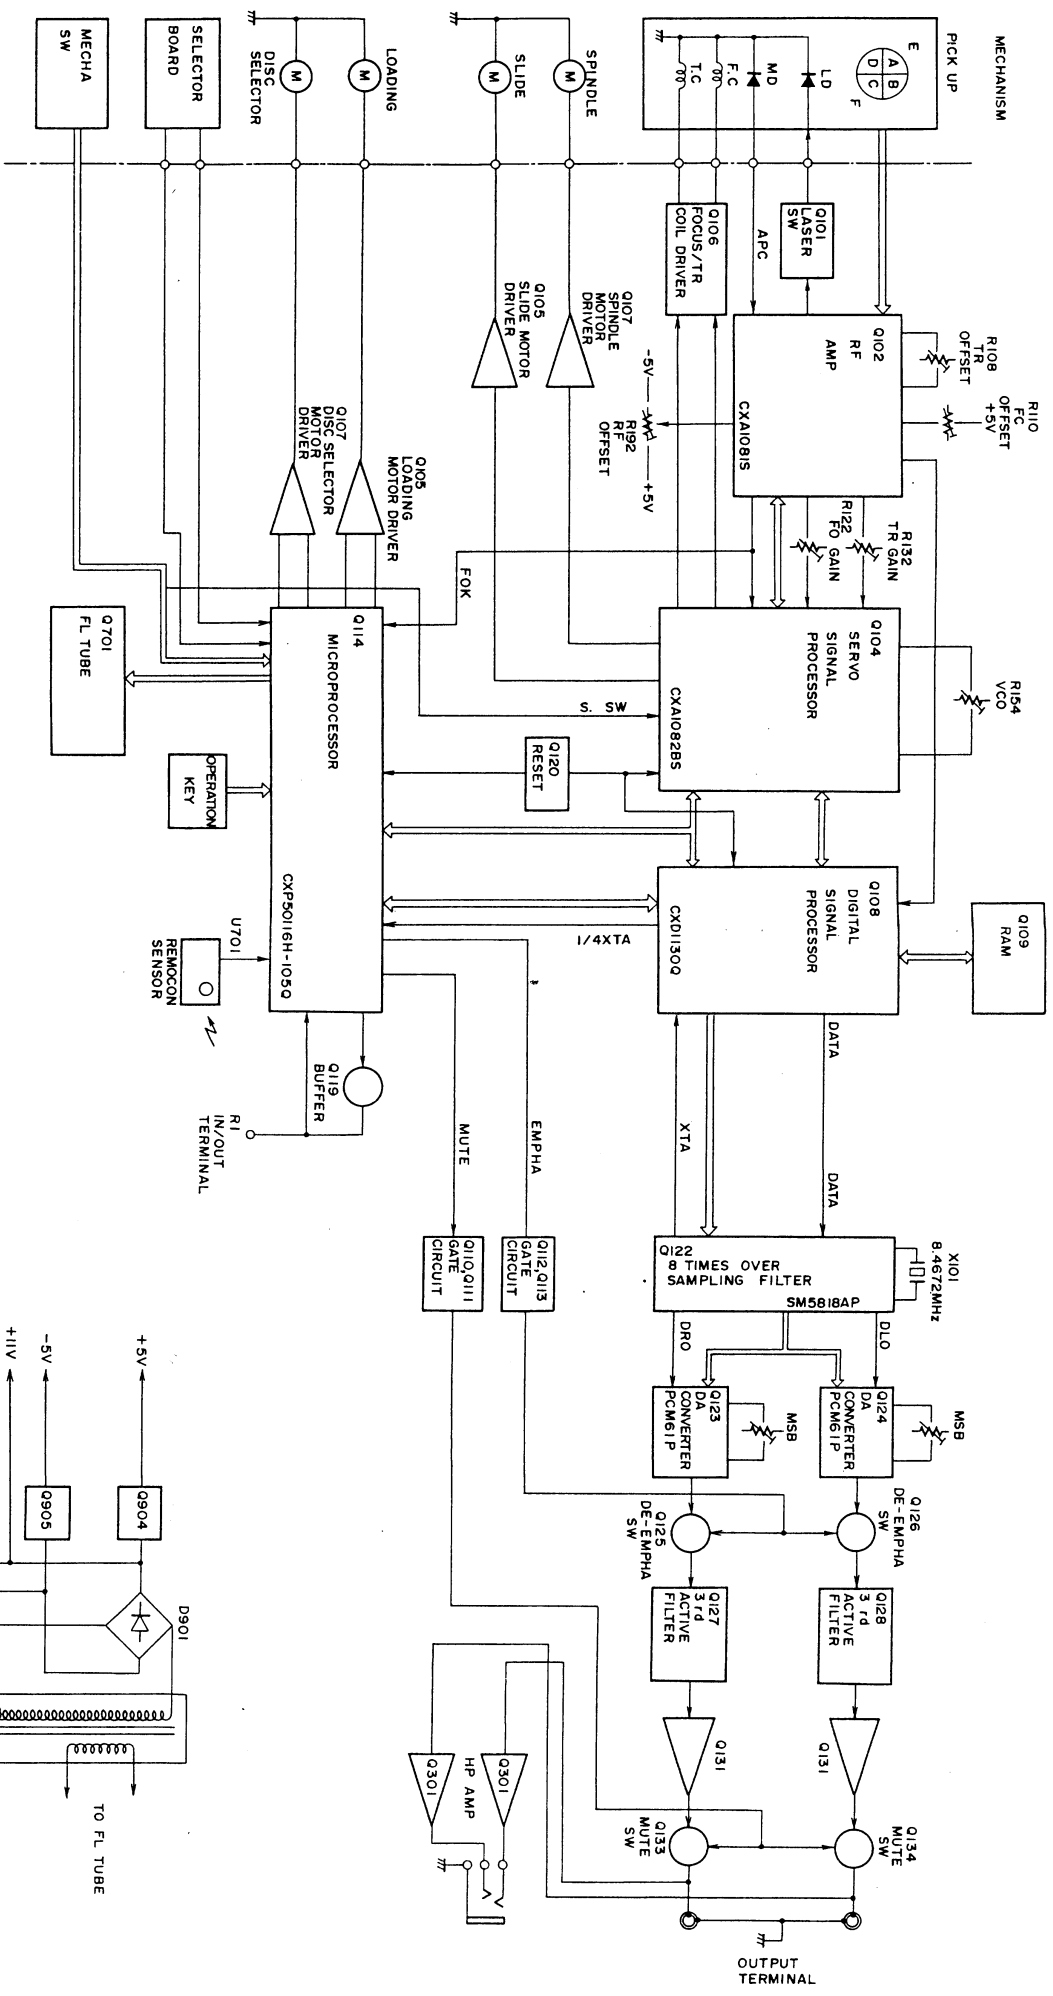 MECHANISM
PICK UP
E
A
B
D
C
F
LD
MD
F.C
T.C
SPINDLE
M
SLIDE
M
LOADING
M
DISC
SELECTOR
M
SELECTOR
BOARD
MECHA
SW
Q101
LASER
SW
APC
Q106
FOCUS/TR
COIL DRIVER
Q107
SPINDLE
MOTOR
DRIVER
Q105
SLIDE MOTOR
DRIVER
Q105
LOADING
MOTOR DRIVER
Q107
DISC SELECTOR
MOTOR
DRIVER
R108
TR
OFFSET
R110
FC
OFFSET
+5V
Q102
RF
AMP
CXA1081S
-5V
R192
RF
OFFSET
+5V
R132
TR GAIN
R122
FO GAIN
FOK
Q104
SERVO
SIGNAL
PROCESSOR
CXA1082BS
R154
VCO
S. SW
Q120
RESET
Q114
MICROPROCESSOR
CXP50116H-105Q
Q701
FL TUBE
OPERATION
KEY
U701
REMOCON
SENSOR
Q109
RAM
Q108
DIGITAL
SIGNAL
PROCESSOR
CXD1130Q
1/4XTA
DATA
DATA
XTA
EMPHA
MUTE
Q119
BUFFER
R1
IN/OUT
TERMINAL
X101
8.4672MHz
Q122
8 TIMES OVER
SAMPLING FILTER
SM5818AP
Q112,Q113
GATE
CIRCUIT
Q110,Q111
GATE
CIRCUIT
DLO
DRO
MSB
Q124
DA
CONVERTER
PCM61P
MSB
Q123
DA
CONVERTER
PCM61P
Q126
DE-EMPHA
SW
Q125
DE-EMPHA
SW
Q128
3 rd
ACTIVE
FILTER
Q127
3 rd
ACTIVE
FILTER
Q131
Q131
Q134
MUTE
SW
Q133
MUTE
SW
Q301
HP AMP
Q301
OUTPUT
TERMINAL
+5V
-5V
+11V
Q904
Q905
D901
TO FL TUBE